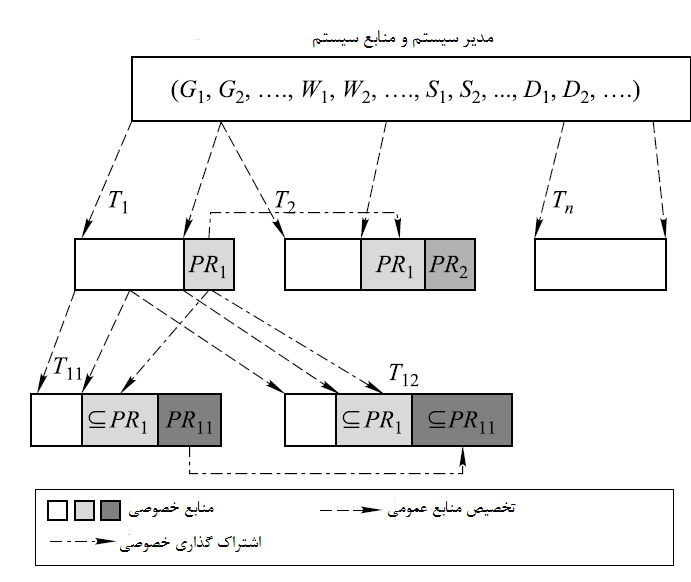 مدیر سیستم و منابع سیستم
(G₁, G₂, …., W₁, W₂, …., S₁, S₂, ..., D₁, D₂, ….)
T₁ T₂ Tₙ
PR₁ PR₁ PR₂
T₁₁ T₁₂
⊆PR₁ PR₁₁ ⊆PR₁ ⊆PR₁₁
منابع خصوصی تخصیص منابع عمومی
اشتراک گذاری خصوصی